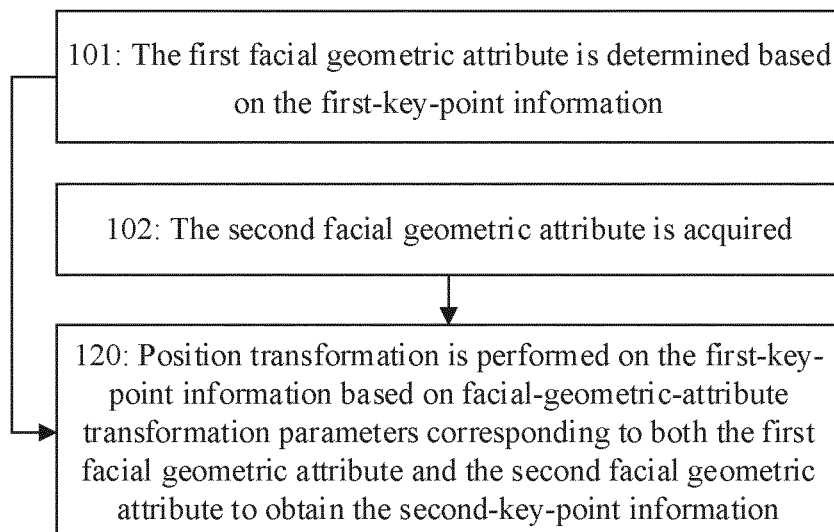 101: The first facial geometric attribute is determined based
on the first-key-point information
102: The second facial geometric attribute is acquired
120: Position transformation is performed on the first-key-
point information based on facial-geometric-attribute
transformation parameters corresponding to both the first
facial geometric attribute and the second facial geometric
attribute to obtain the second-key-point information